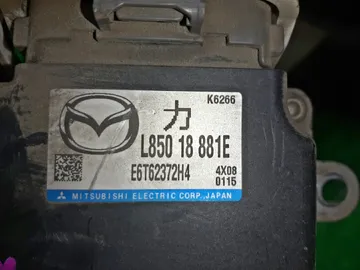 K6266
力
L850 18 881E
E6T62372H4
4X08
0115
MITSUBISHI ELECTRIC CORP., JAPAN